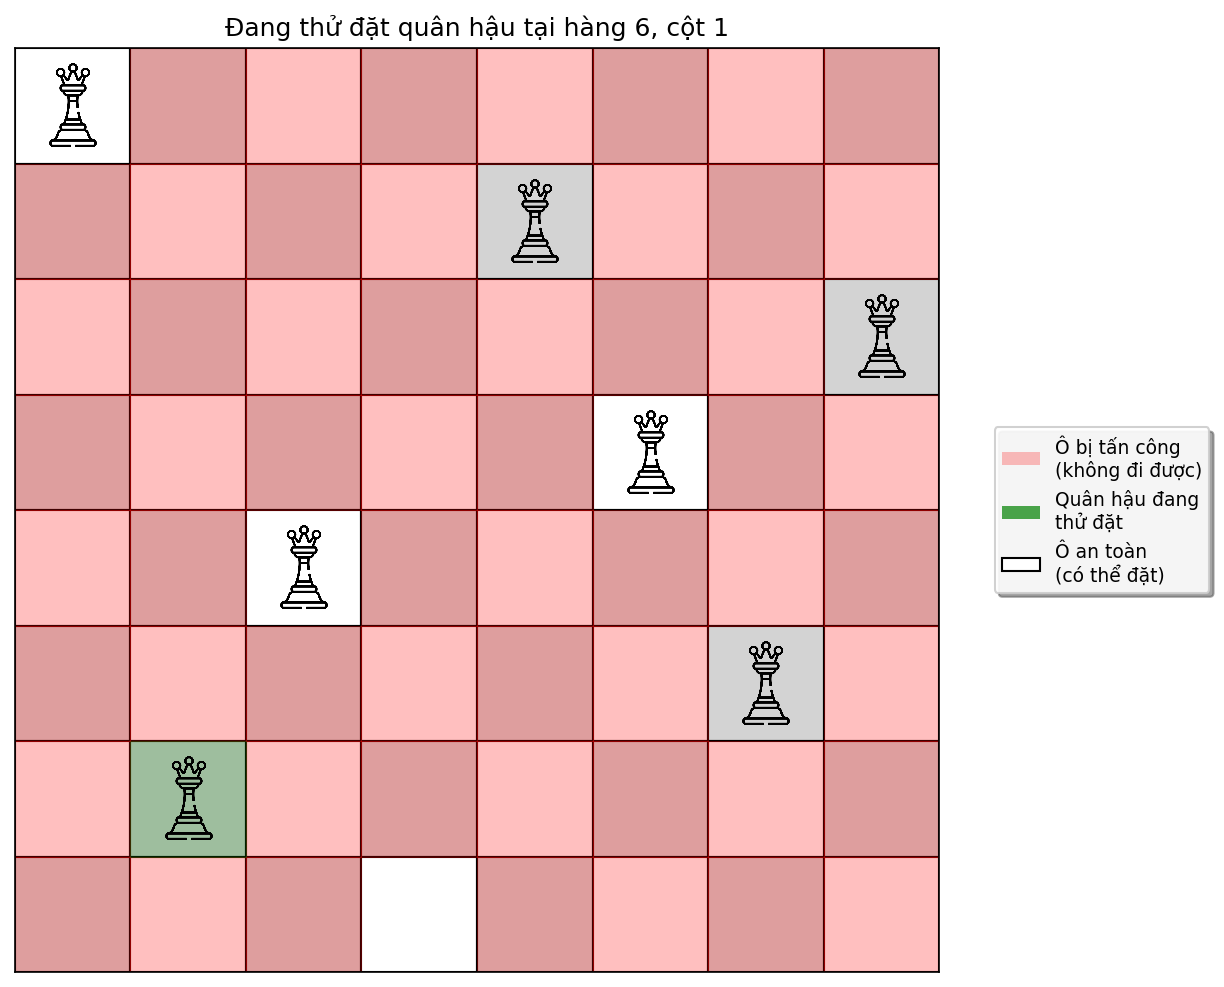 Đang thử đặt quân hậu tại hàng 6, cột 1
Ô bị tấn công
(không đi được)
Quân hậu đang
thử đặt
Ô an toàn
(có thể đặt)